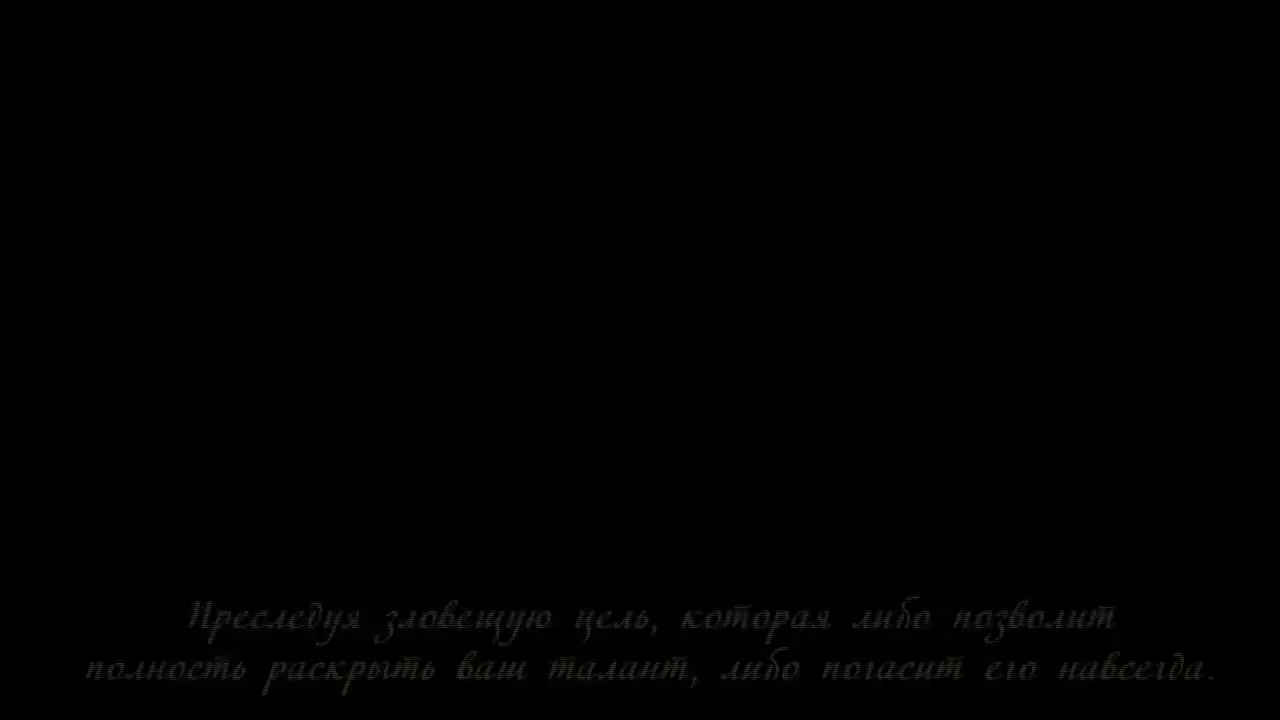 Преследуя зловещую цель, которая либо позволит
полность раскрыть ваш талант, либо погасит его навсегда.